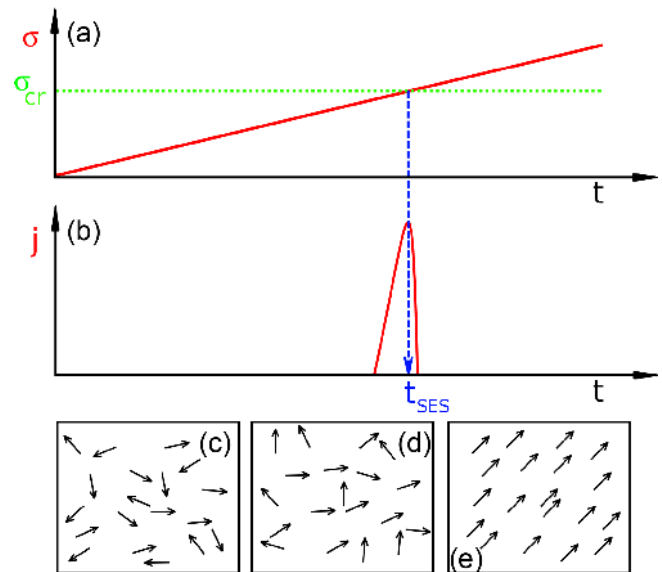 σ (a)
σcr
t
j (b)
t
tSES
(c) (d) (e)